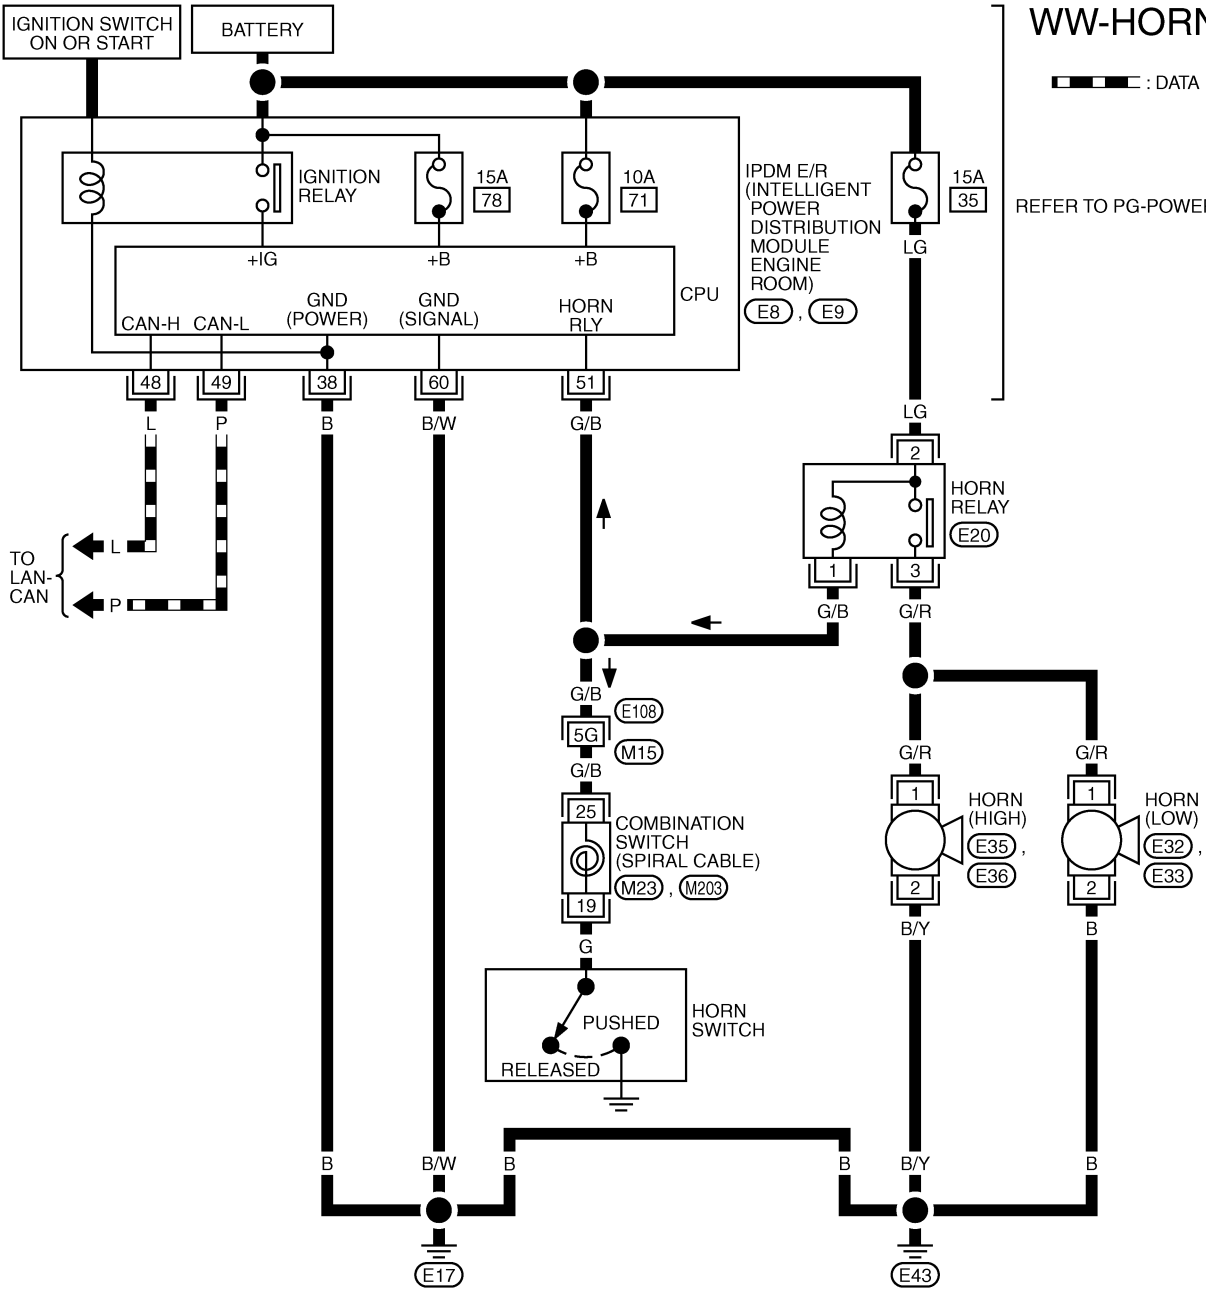 IGNITION SWITCH
ON OR START
BATTERY
WW-HORN
: DATA
IGNITION
RELAY
15A
78
10A
71
IPDM E/R
(INTELLIGENT
POWER
DISTRIBUTION
MODULE
ENGINE
ROOM)
E8 , E9
15A
35
REFER TO PG-POWER
LG
+IG
+B
+B
CPU
CAN-H
CAN-L
GND
(POWER)
GND
(SIGNAL)
HORN
RLY
48
49
38
60
51
L
P
B
B/W
G/B
LG
2
HORN
RELAY
E20
1
3
G/B
G/R
TO
LAN-
CAN
L
P
G/B
E108
5G
M15
G/B
25
COMBINATION
SWITCH
(SPIRAL CABLE)
M23 , M203
19
G
G/R
G/R
1
1
HORN
(HIGH)
E35 ,
E36
HORN
(LOW)
E32 ,
E33
2
2
B/Y
B
PUSHED
RELEASED
HORN
SWITCH
B
B/W
B
B
B/Y
B
E17
E43